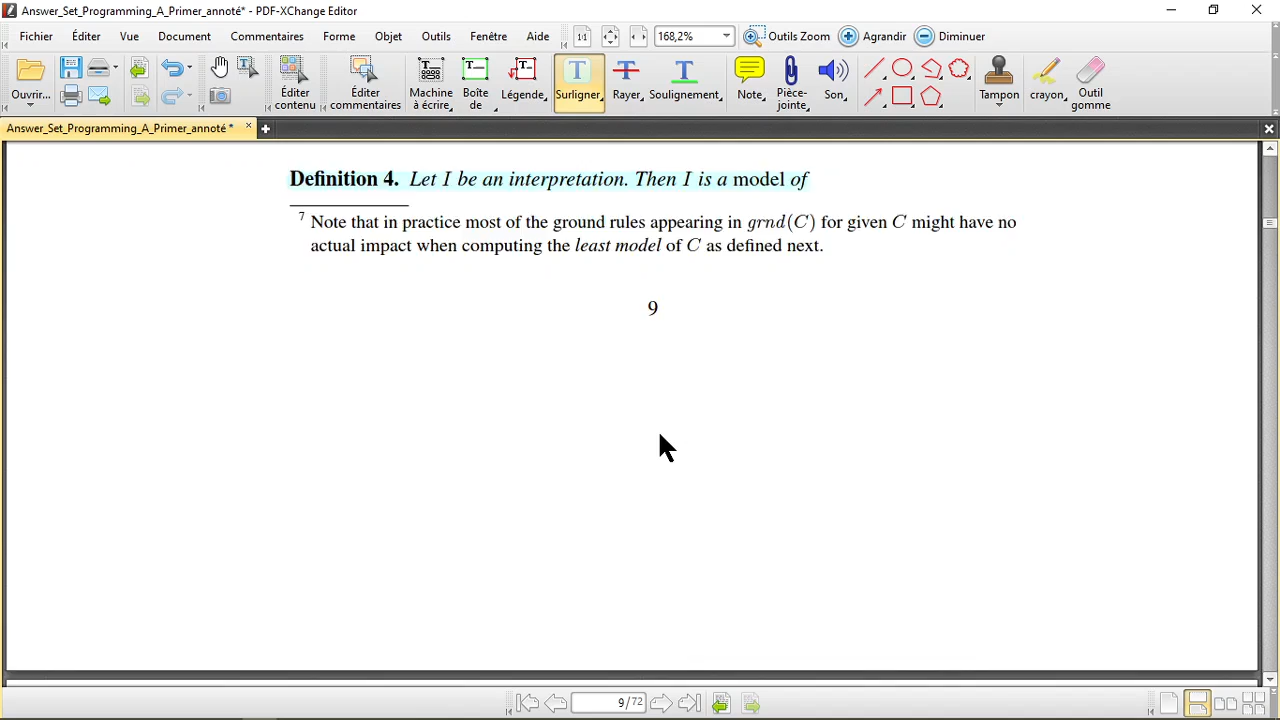 Answer_Set_Programming_A_Primer_annoté* - PDF-XChange Editor
Fichier Éditer Vue Document Commentaires Forme Objet Outils Fenêtre Aide 1:1 168,2% Outils Zoom Agrandir Diminuer
Ouvrir... Éditer contenu Éditer commentaires Machine à écrire Boîte de Légende Surligner Rayer Soulignement Note Pièce-jointe Son Tampon crayon Outil gomme
Answer_Set_Programming_A_Primer_annoté *
Definition 4. Let I be an interpretation. Then I is a model of
7 Note that in practice most of the ground rules appearing in grnd(C) for given C might have no
actual impact when computing the least model of C as defined next.
9
9/72